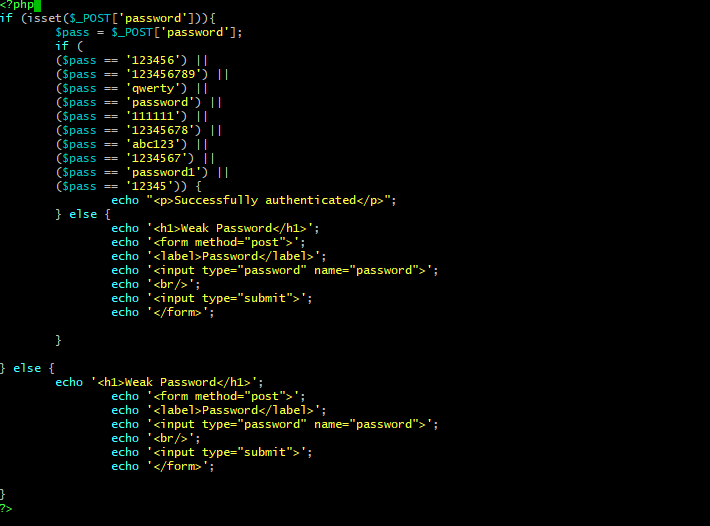 <?php
if (isset($_POST['password'])){
        $pass = $_POST['password'];
        if (
        ($pass == '123456') ||
        ($pass == '123456789') ||
        ($pass == 'qwerty') ||
        ($pass == 'password') ||
        ($pass == '111111') ||
        ($pass == '12345678') ||
        ($pass == 'abc123') ||
        ($pass == '1234567') ||
        ($pass == 'password1') ||
        ($pass == '12345')) {
                echo "<p>Successfully authenticated</p>";
        } else {
                echo '<h1>Weak Password</h1>';
                echo '<form method="post">';
                echo '<label>Password</label>';
                echo '<input type="password" name="password">';
                echo '<br/>';
                echo '<input type="submit">';
                echo '</form>';

        }

} else {
        echo '<h1>Weak Password</h1>';
                echo '<form method="post">';
                echo '<label>Password</label>';
                echo '<input type="password" name="password">';
                echo '<br/>';
                echo '<input type="submit">';
                echo '</form>';

}
?>